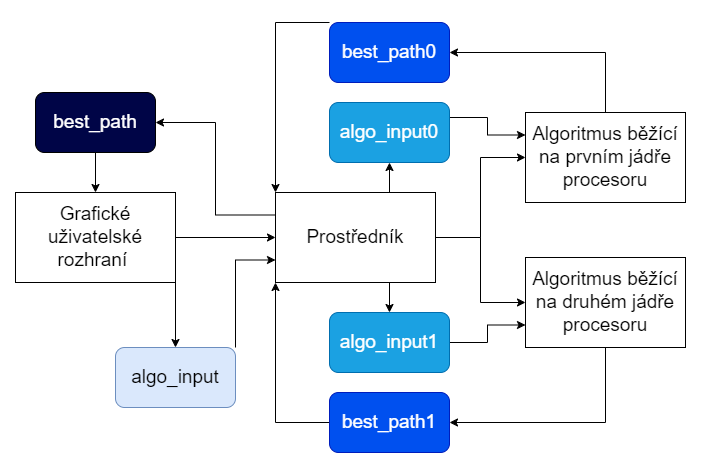 best_path0
best_path
algo_input0
Algoritmus běžící
na prvním jádře
procesoru
Grafické
uživatelské
rozhraní
Prostředník
Algoritmus běžící
na druhém jádře
procesoru
algo_input1
algo_input
best_path1